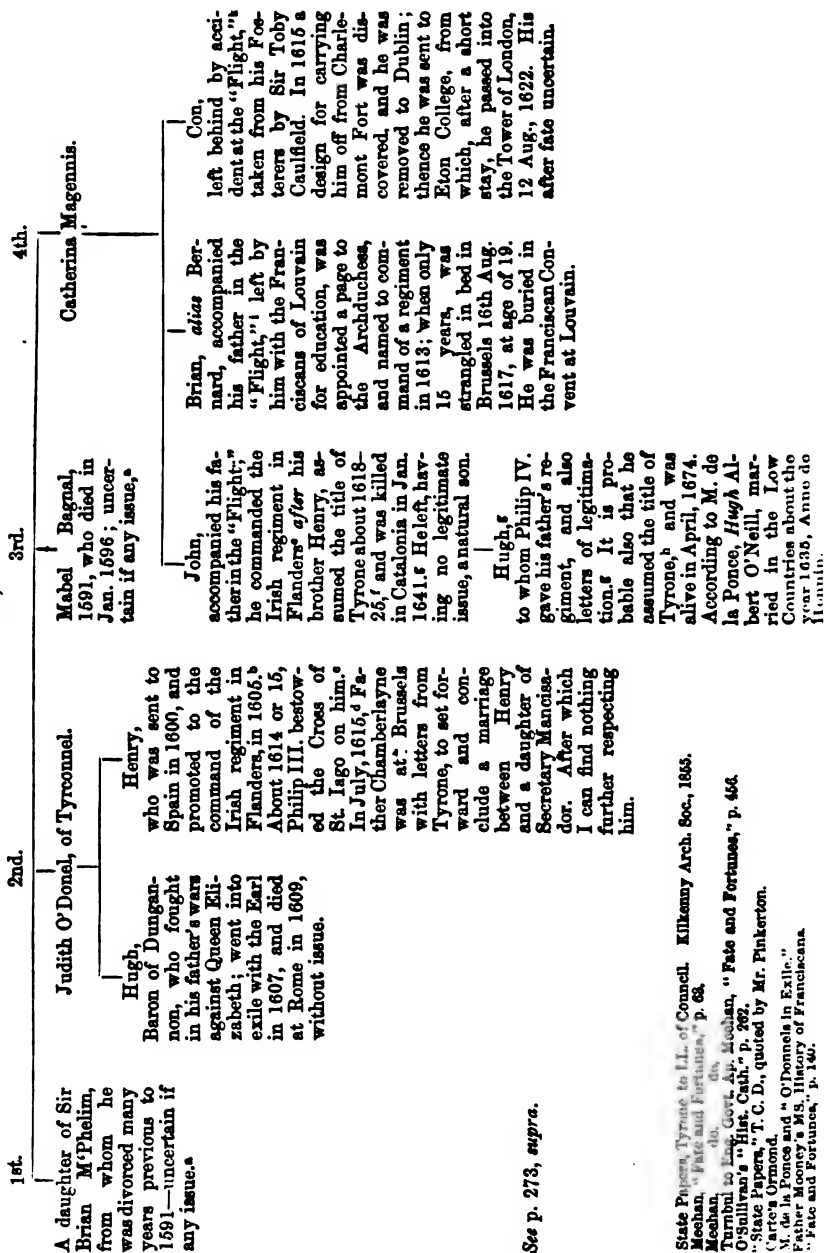 1st.
A daughter of Sir
Brian M'Phelim,
from whom he
was divorced many
years previous to
1591—uncertain if
any issue.ª
2nd.
Judith O'Donel, of Tyrconnel.
Hugh,
Baron of Dungan-
non, who fought
in his father's wars
against Queen Eli-
zabeth; went into
exile with the Earl
in 1607, and died
at Rome in 1609,
without issue.
Henry,
who was sent to
Spain in 1600, and
promoted to the
command of the
Irish regiment in
Flanders, in 1605.ᵇ
About 1614 or 15,
Philip III. bestow-
ed the Cross of
St. Iago on him.ᶜ
In July, 1615,ᵈ Fa-
ther Chamberlayne
was at Brussels
with letters from
Tyrone, to set for-
ward and con-
clude a marriage
between Henry
and a daughter of
Secretary Mancisa-
dor. After which
I can find nothing
further respecting
him.
3rd.
Mabel Bagnal,
1591, who died in
Jan. 1596; uncer-
tain if any issue,ª
4th.
Catherina Magennis.
John,
accompanied his fa-
ther in the "Flight;"
he commanded the
Irish regiment in
Flandersᵉ after his
brother Henry, as-
sumed the title of
Tyrone about 1618–
25,ᶠ and was killed
in Catalonia in Jan.
1641.ᵍ He left, hav-
ing no legitimate
issue, a natural son.
Hugh,ᵍ
to whom Philip IV.
gave his father's re-
giment, and also
letters of legitima-
tion.ᵍ It is pro-
bable also that he
assumed the title of
Tyrone,ʰ and was
alive in April, 1674.
According to M. de
la Ponce, Hugh Al-
bert O'Neill, mar-
ried in the Low
Countries about the
year 1635, Anne do
Hennin.
Brian, alias Ber-
nard, accompanied
his father in the
"Flight,"ⁱ left by
him with the Fran-
ciscans of Louvain
for education, was
appointed a page to
the Archduchess,
and named to com-
mand of a regiment
in 1613; when only
15 years, was
strangled in bed in
Brussels 16th Aug.
1617, at age of 19.
He was buried in
the Franciscan Con-
vent at Louvain.
Con,
left behind by acci-
dent at the "Flight,"ᵏ
taken from his Fos-
terers by Sir Toby
Caulfield. In 1615 a
design for carrying
him off from Charle-
mont Fort was dis-
covered, and he was
removed to Dublin;
thence he was sent to
Eton College, from
which, after a short
stay, he passed into
the Tower of London,
12 Aug., 1622. His
after fate uncertain.
See p. 273, supra.
State Papers, Tyrone to LL. of Council. Kilkenny Arch. Soc., 1855.
Meehan, "Fate and Fortunes," p. 68.
Meehan, do. do.
Turnbul to Eng. Govt. Ap. Meehan, "Fate and Fortunes," p. 456.
O'Sullivan's "Hist. Cath." p. 262.
"State Papers," T. C. D., quoted by Mr. Pinkerton.
Carte's Ormond.
M. de la Ponce and "O'Donnels in Exile."
Father Mooney's MS. History of Franciscans.
"Fate and Fortunes," p. 140.